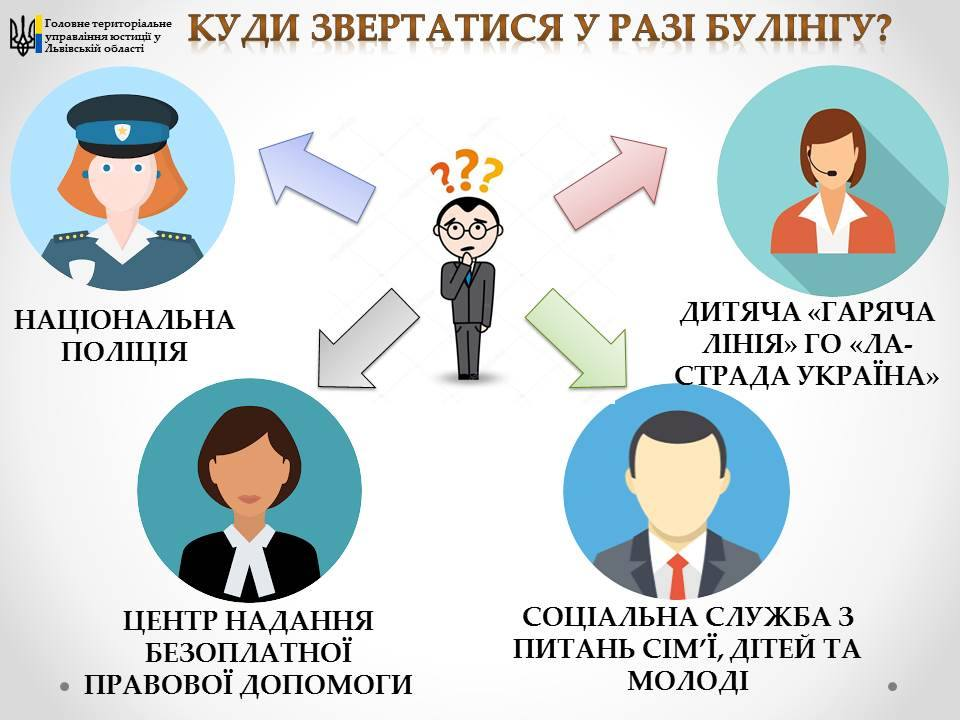 Головне територіальне
управління юстиції у
Львівській області
КУДИ ЗВЕРТАТИСЯ У РАЗІ БУЛІНГУ?
???
НАЦІОНАЛЬНА
ПОЛІЦІЯ
ДИТЯЧА «ГАРЯЧА
ЛІНІЯ» ГО «ЛА-
СТРАДА УКРАЇНА»
ЦЕНТР НАДАННЯ
БЕЗОПЛАТНОЇ
ПРАВОВОЇ ДОПОМОГИ
СОЦІАЛЬНА СЛУЖБА З
ПИТАНЬ СІМ’Ї, ДІТЕЙ ТА
МОЛОДІ